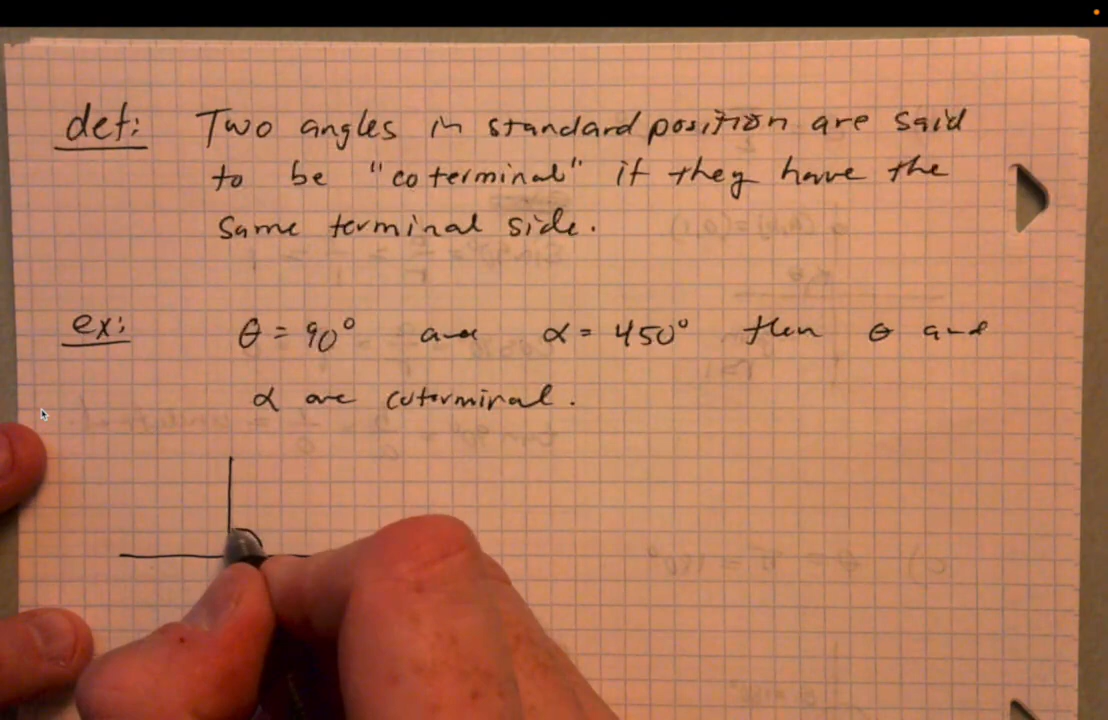 def: Two angles in standard position are said
to be "coterminal" if they have the
same terminal side.
ex: θ = 90° and α = 450° then θ and
α are coterminal.